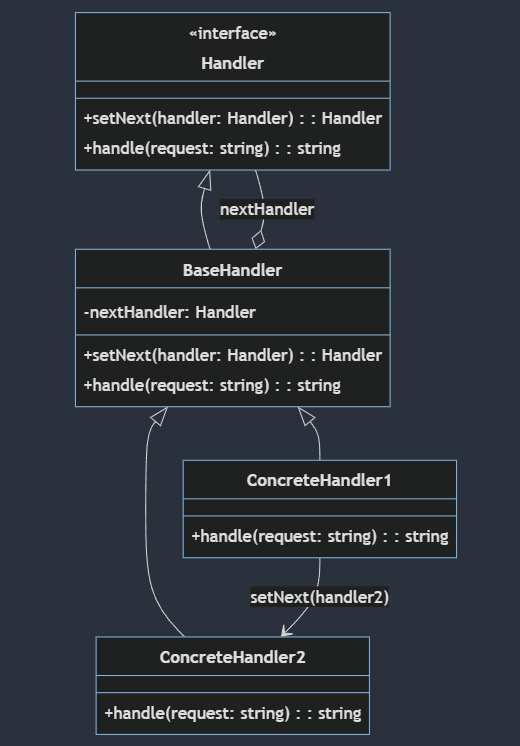 «interface»
Handler
+setNext(handler: Handler) : : Handler
+handle(request: string) : : string
nextHandler
BaseHandler
-nextHandler: Handler
+setNext(handler: Handler) : : Handler
+handle(request: string) : : string
ConcreteHandler1
+handle(request: string) : : string
setNext(handler2)
ConcreteHandler2
+handle(request: string) : : string